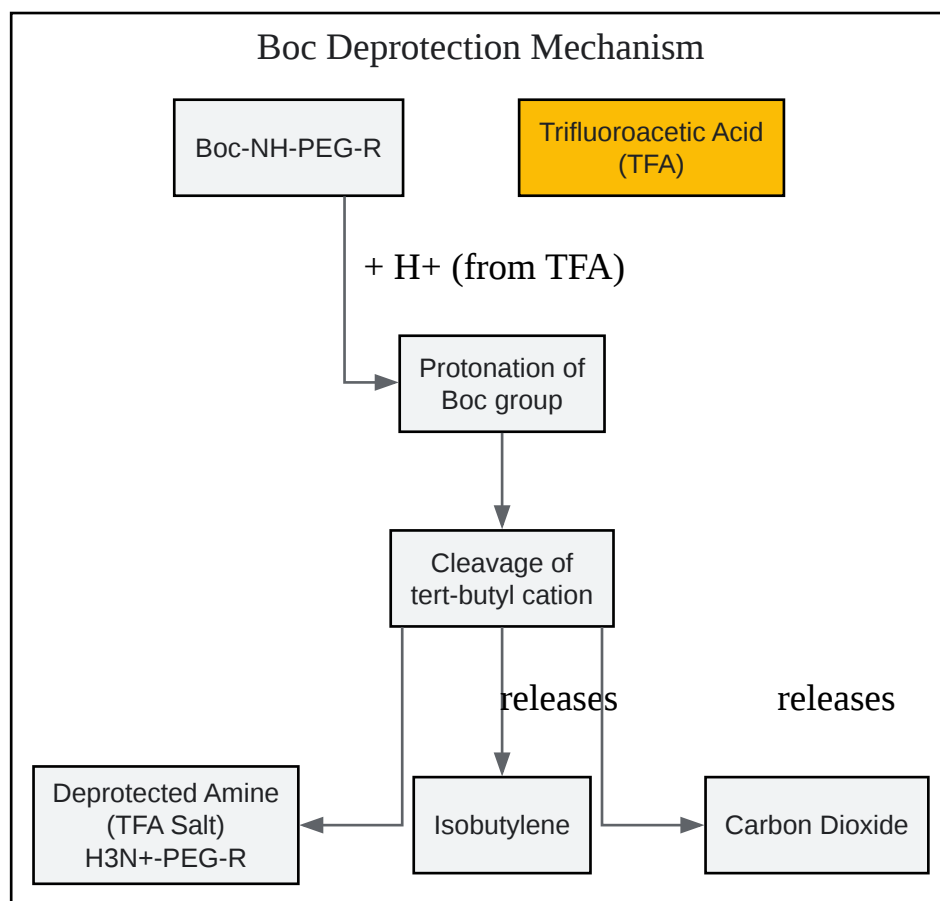 Boc Deprotection Mechanism
Boc-NH-PEG-R
Trifluoroacetic Acid
(TFA)
+ H+ (from TFA)
Protonation of
Boc group
Cleavage of
tert-butyl cation
releases
releases
Deprotected Amine
(TFA Salt)
H3N+-PEG-R
Isobutylene
Carbon Dioxide